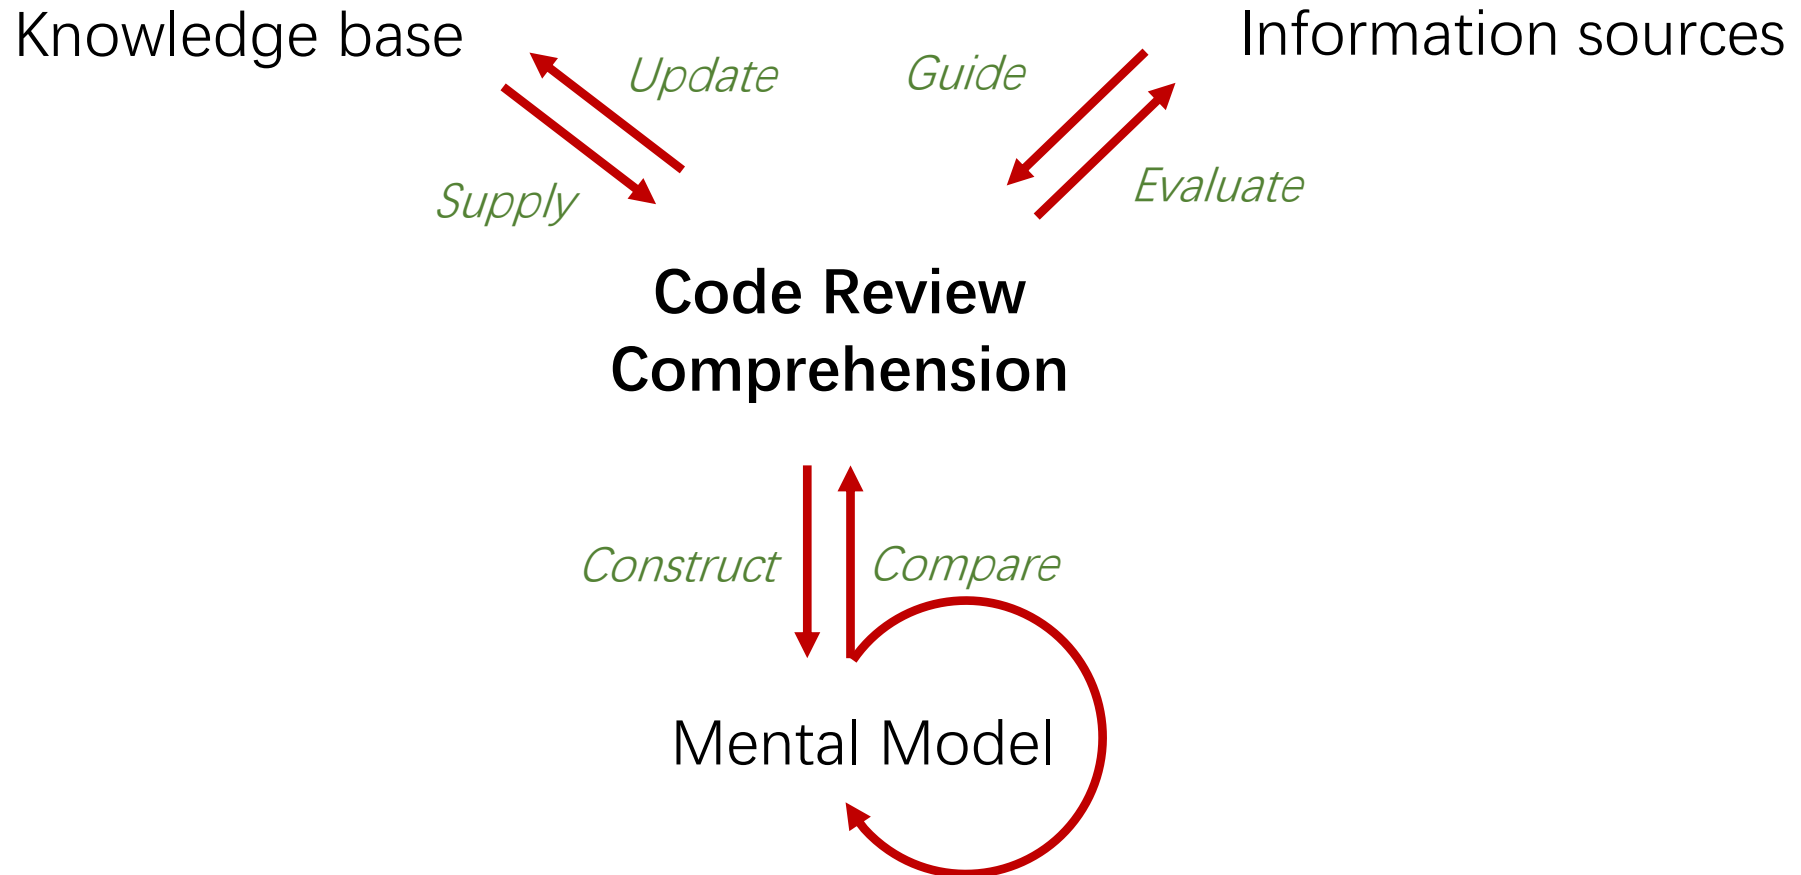 Knowledge base
Information sources
Update
Guide
Supply
Evaluate
Code Review
Comprehension
Construct
Compare
Mental Model